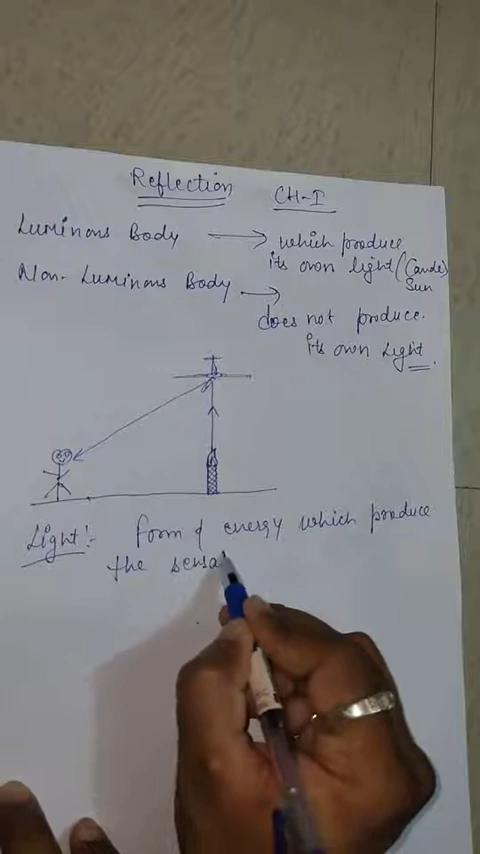 Reflection CH-I
Luminous Body → which produce
its own light (Candle)
Sun
Non-Luminous Body →
does not produce.
its own light.
Light:- form of energy which produce
the sensa